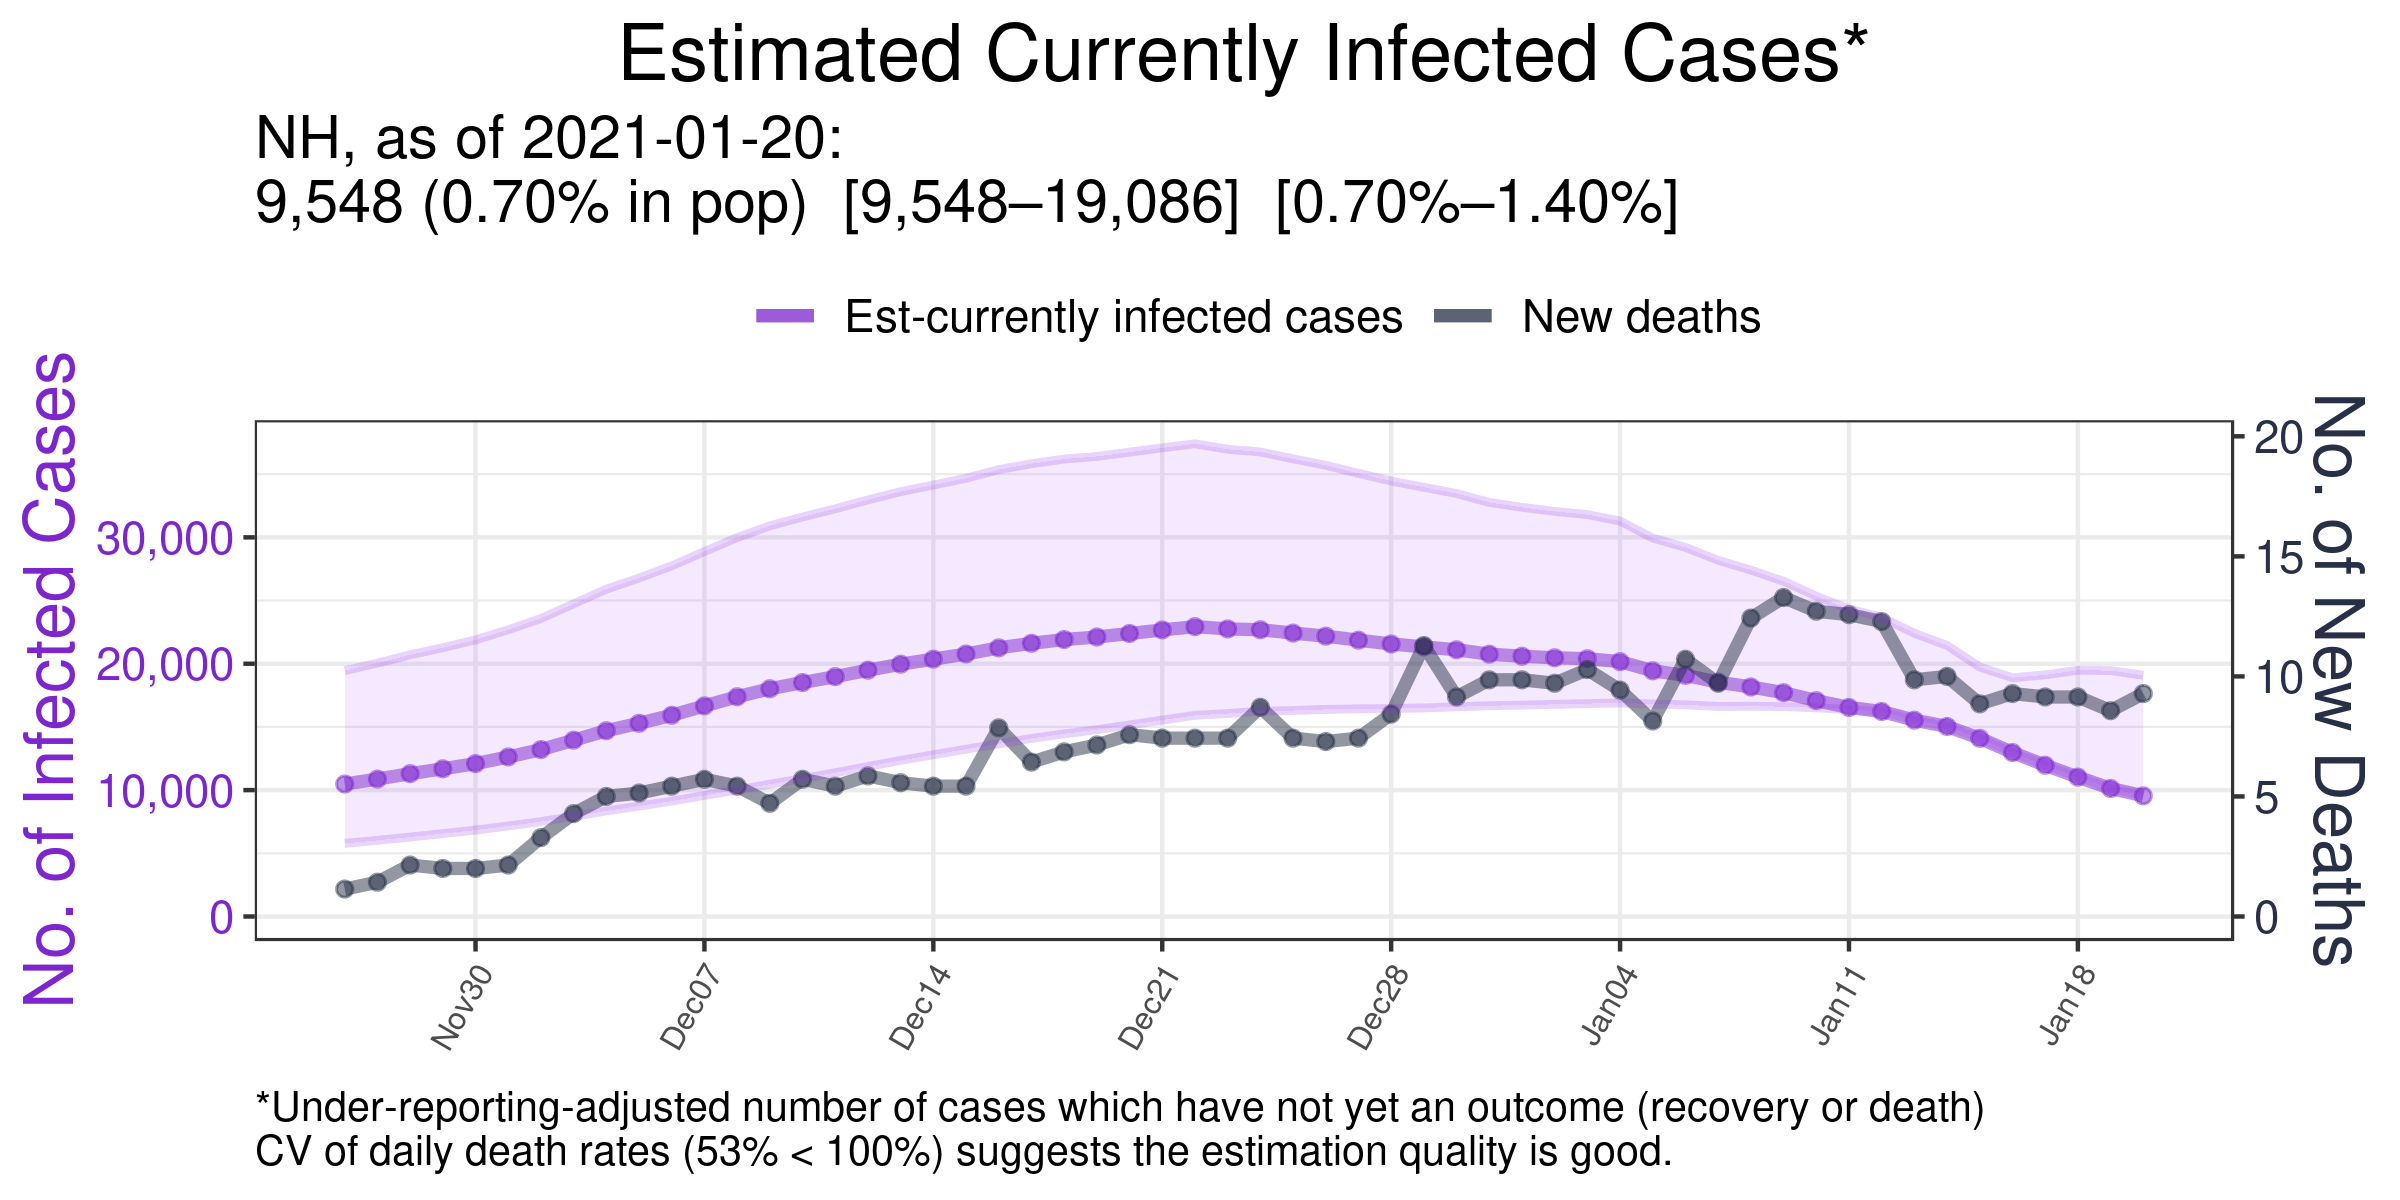 Estimated Currently Infected Cases*
NH, as of 2021-01-20:
9,548 (0.70% in pop)  [9,548–19,086]  [0.70%–1.40%]
Est-currently infected cases
New deaths
No. of Infected Cases
30,000
20,000
10,000
0
20
15
10
5
0
No. of New Deaths
Nov30
Dec07
Dec14
Dec21
Dec28
Jan04
Jan11
Jan18
*Under-reporting-adjusted number of cases which have not yet an outcome (recovery or death)
CV of daily death rates (53% < 100%) suggests the estimation quality is good.